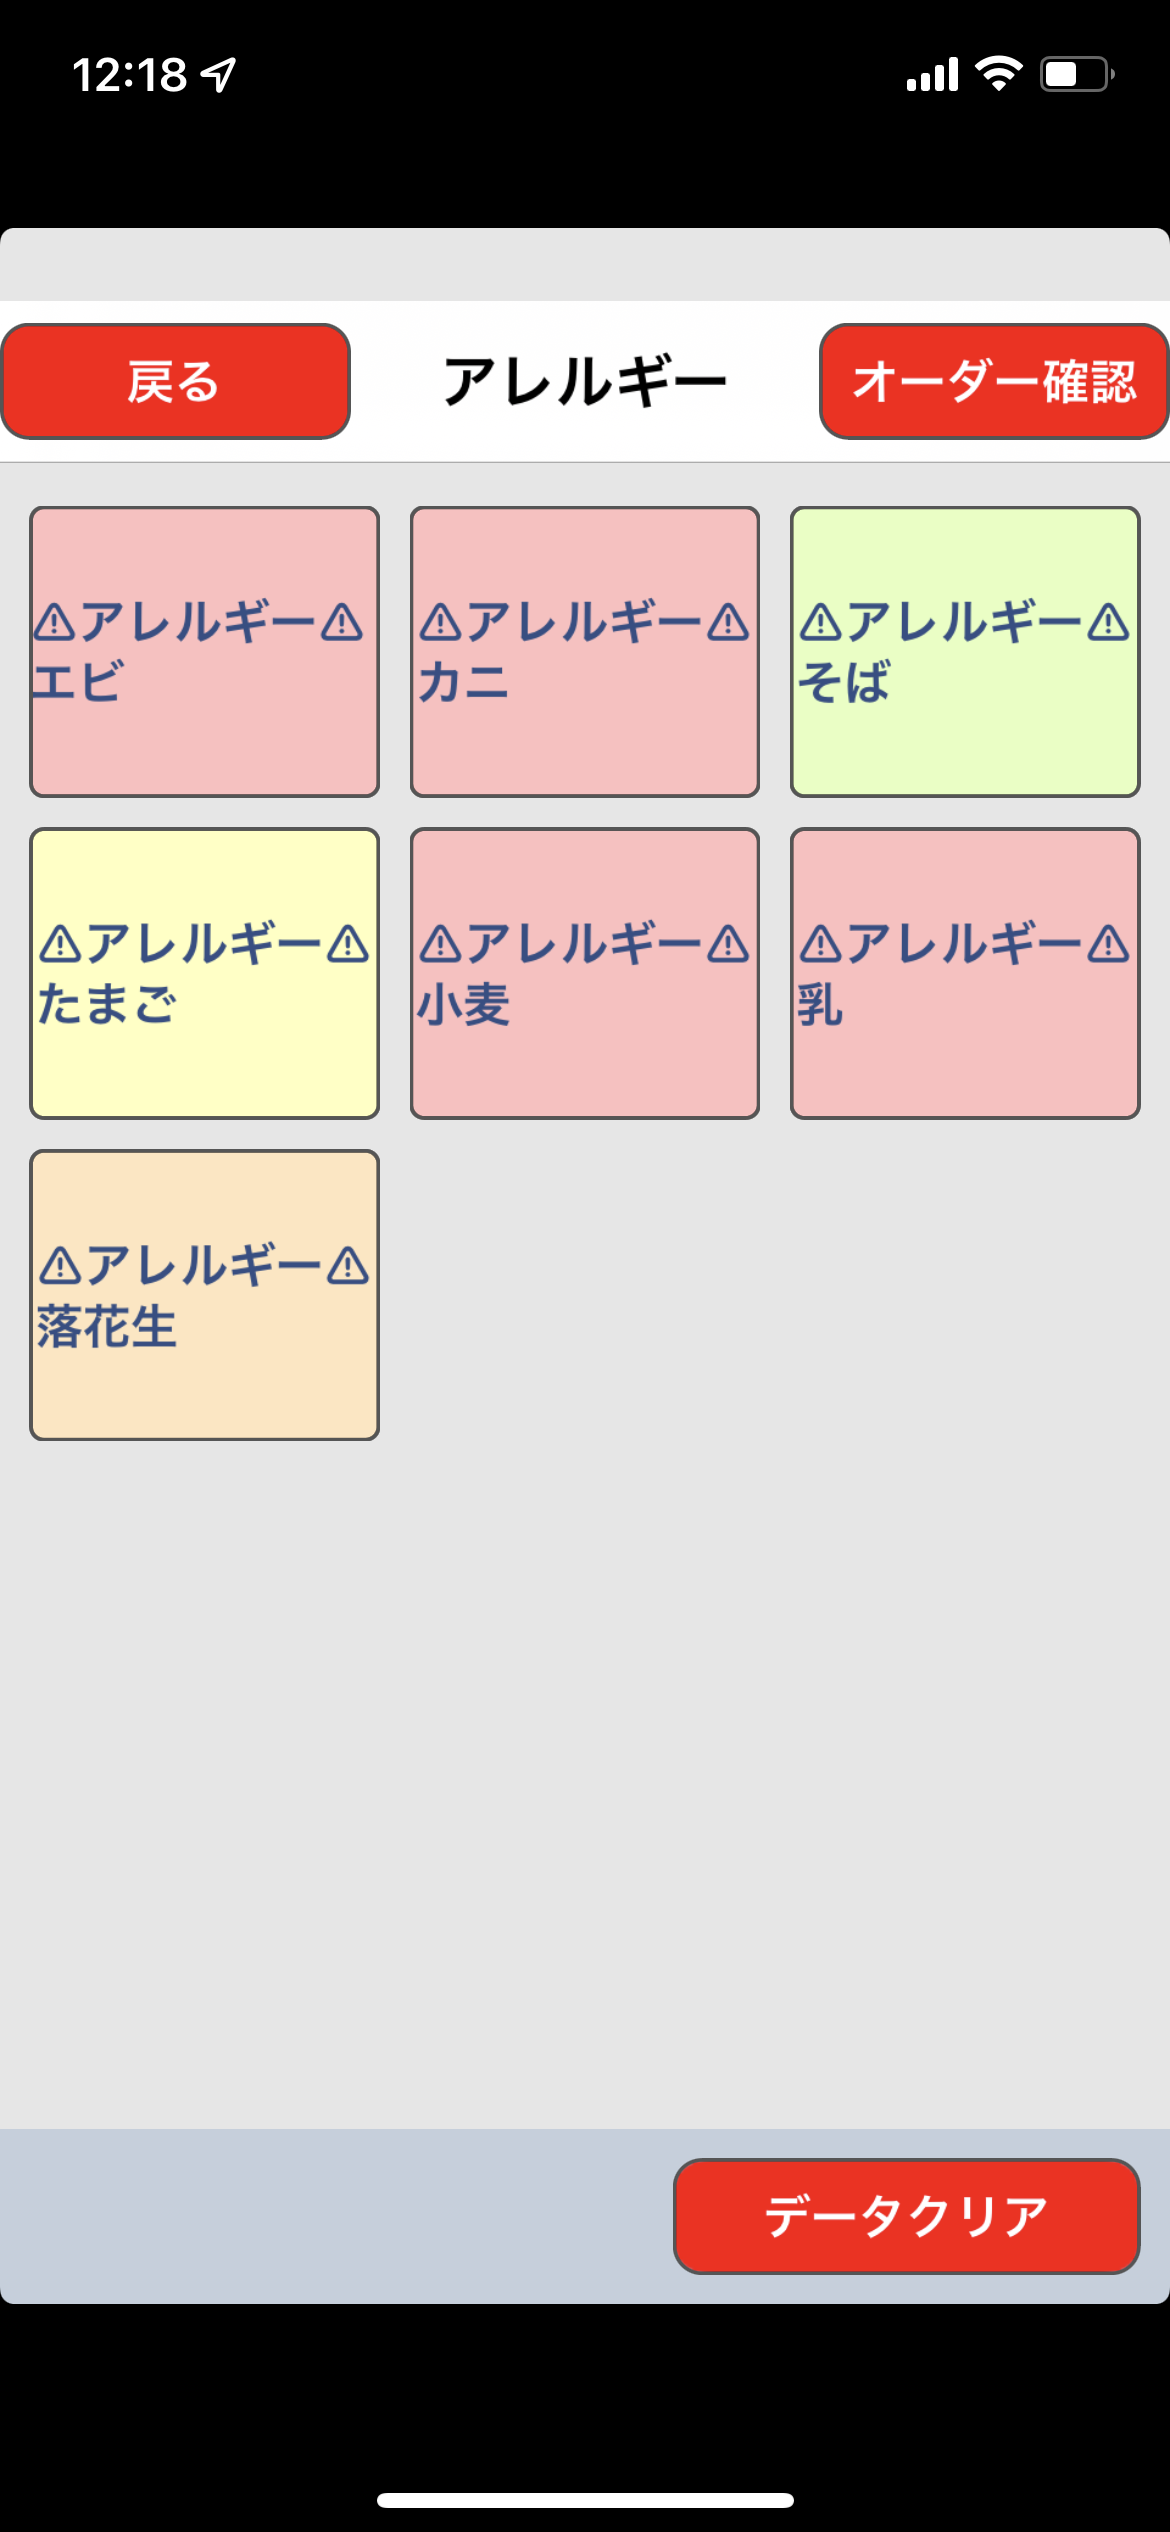 12:18
戻る
アレルギー
オーダー確認
⚠アレルギー⚠
エビ
⚠アレルギー⚠
カニ
⚠アレルギー⚠
そば
⚠アレルギー⚠
たまご
⚠アレルギー⚠
小麦
⚠アレルギー⚠
乳
⚠アレルギー⚠
落花生
データクリア